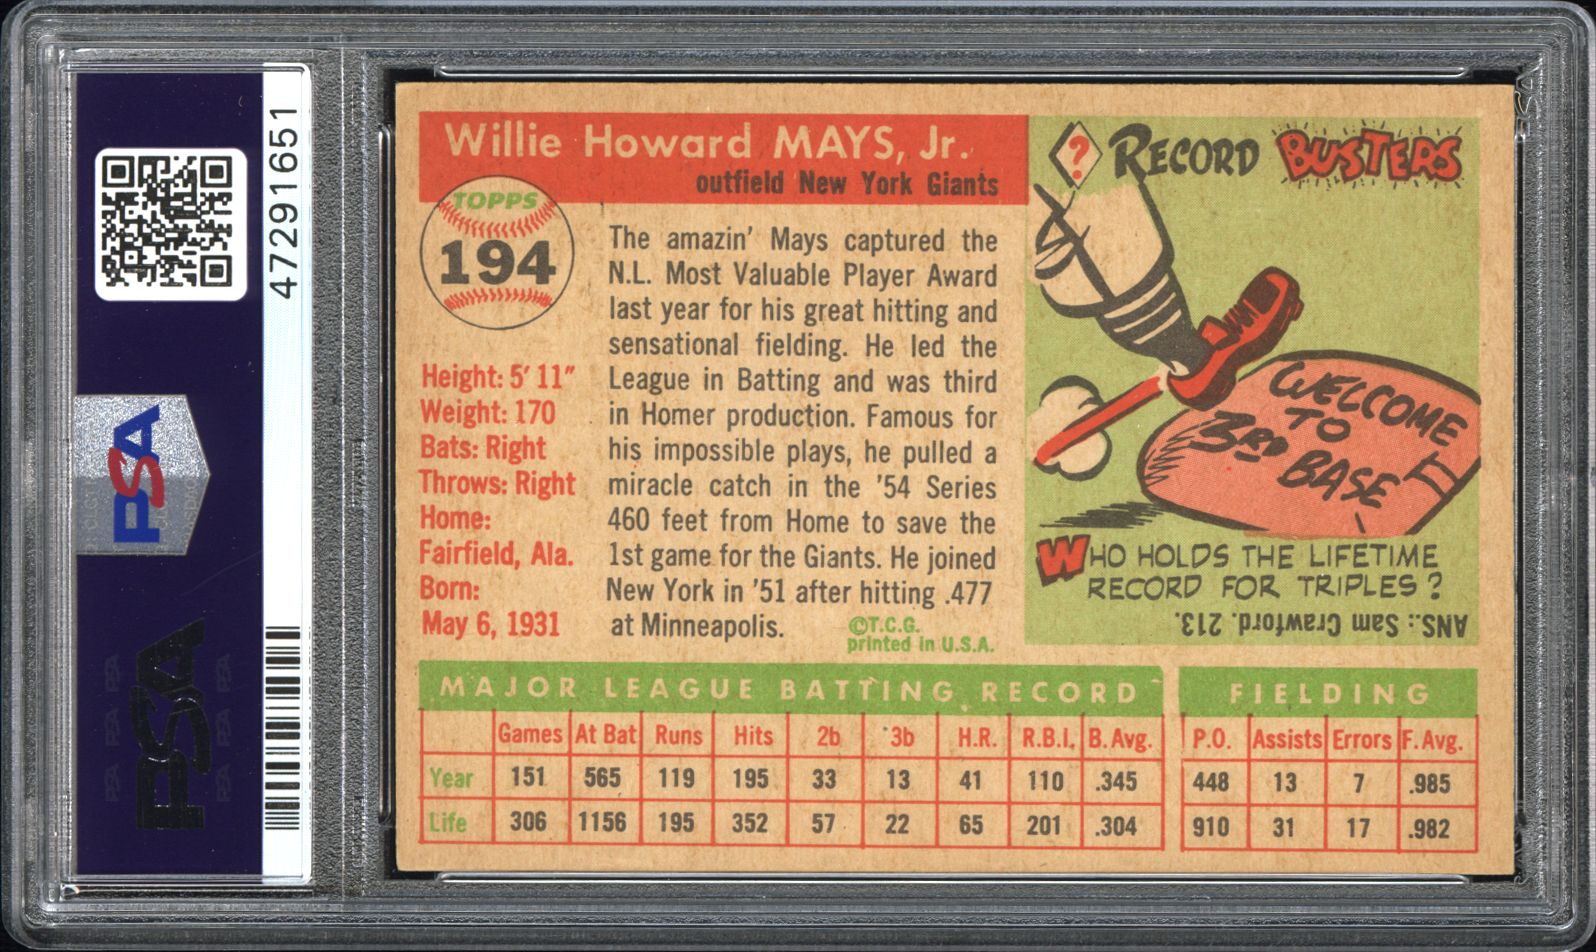 47291651
PSA
PSA
Willie Howard MAYS, Jr.
outfield New York Giants
TOPPS
194
Height: 5' 11"
Weight: 170
Bats: Right
Throws: Right
Home:
Fairfield, Ala.
Born:
May 6, 1931
The amazin' Mays captured the
N.L. Most Valuable Player Award
last year for his great hitting and
sensational fielding. He led the
League in Batting and was third
in Homer production. Famous for
his impossible plays, he pulled a
miracle catch in the '54 Series
460 feet from Home to save the
1st game for the Giants. He joined
New York in '51 after hitting .477
at Minneapolis.
©T.C.G.
printed in U.S.A.
? RECORD BUSTERS
WELCOME
TO
3RD BASE
WHO HOLDS THE LIFETIME
RECORD FOR TRIPLES?
ANS.: Sam Crawford. 213.
MAJOR LEAGUE BATTING RECORD FIELDING
Games At Bat Runs Hits 2b 3b H.R. R.B.I. B. Avg. P.O. Assists Errors F. Avg.
Year 151 565 119 195 33 13 41 110 .345 448 13 7 .985
Life 306 1156 195 352 57 22 65 201 .304 910 31 17 .982